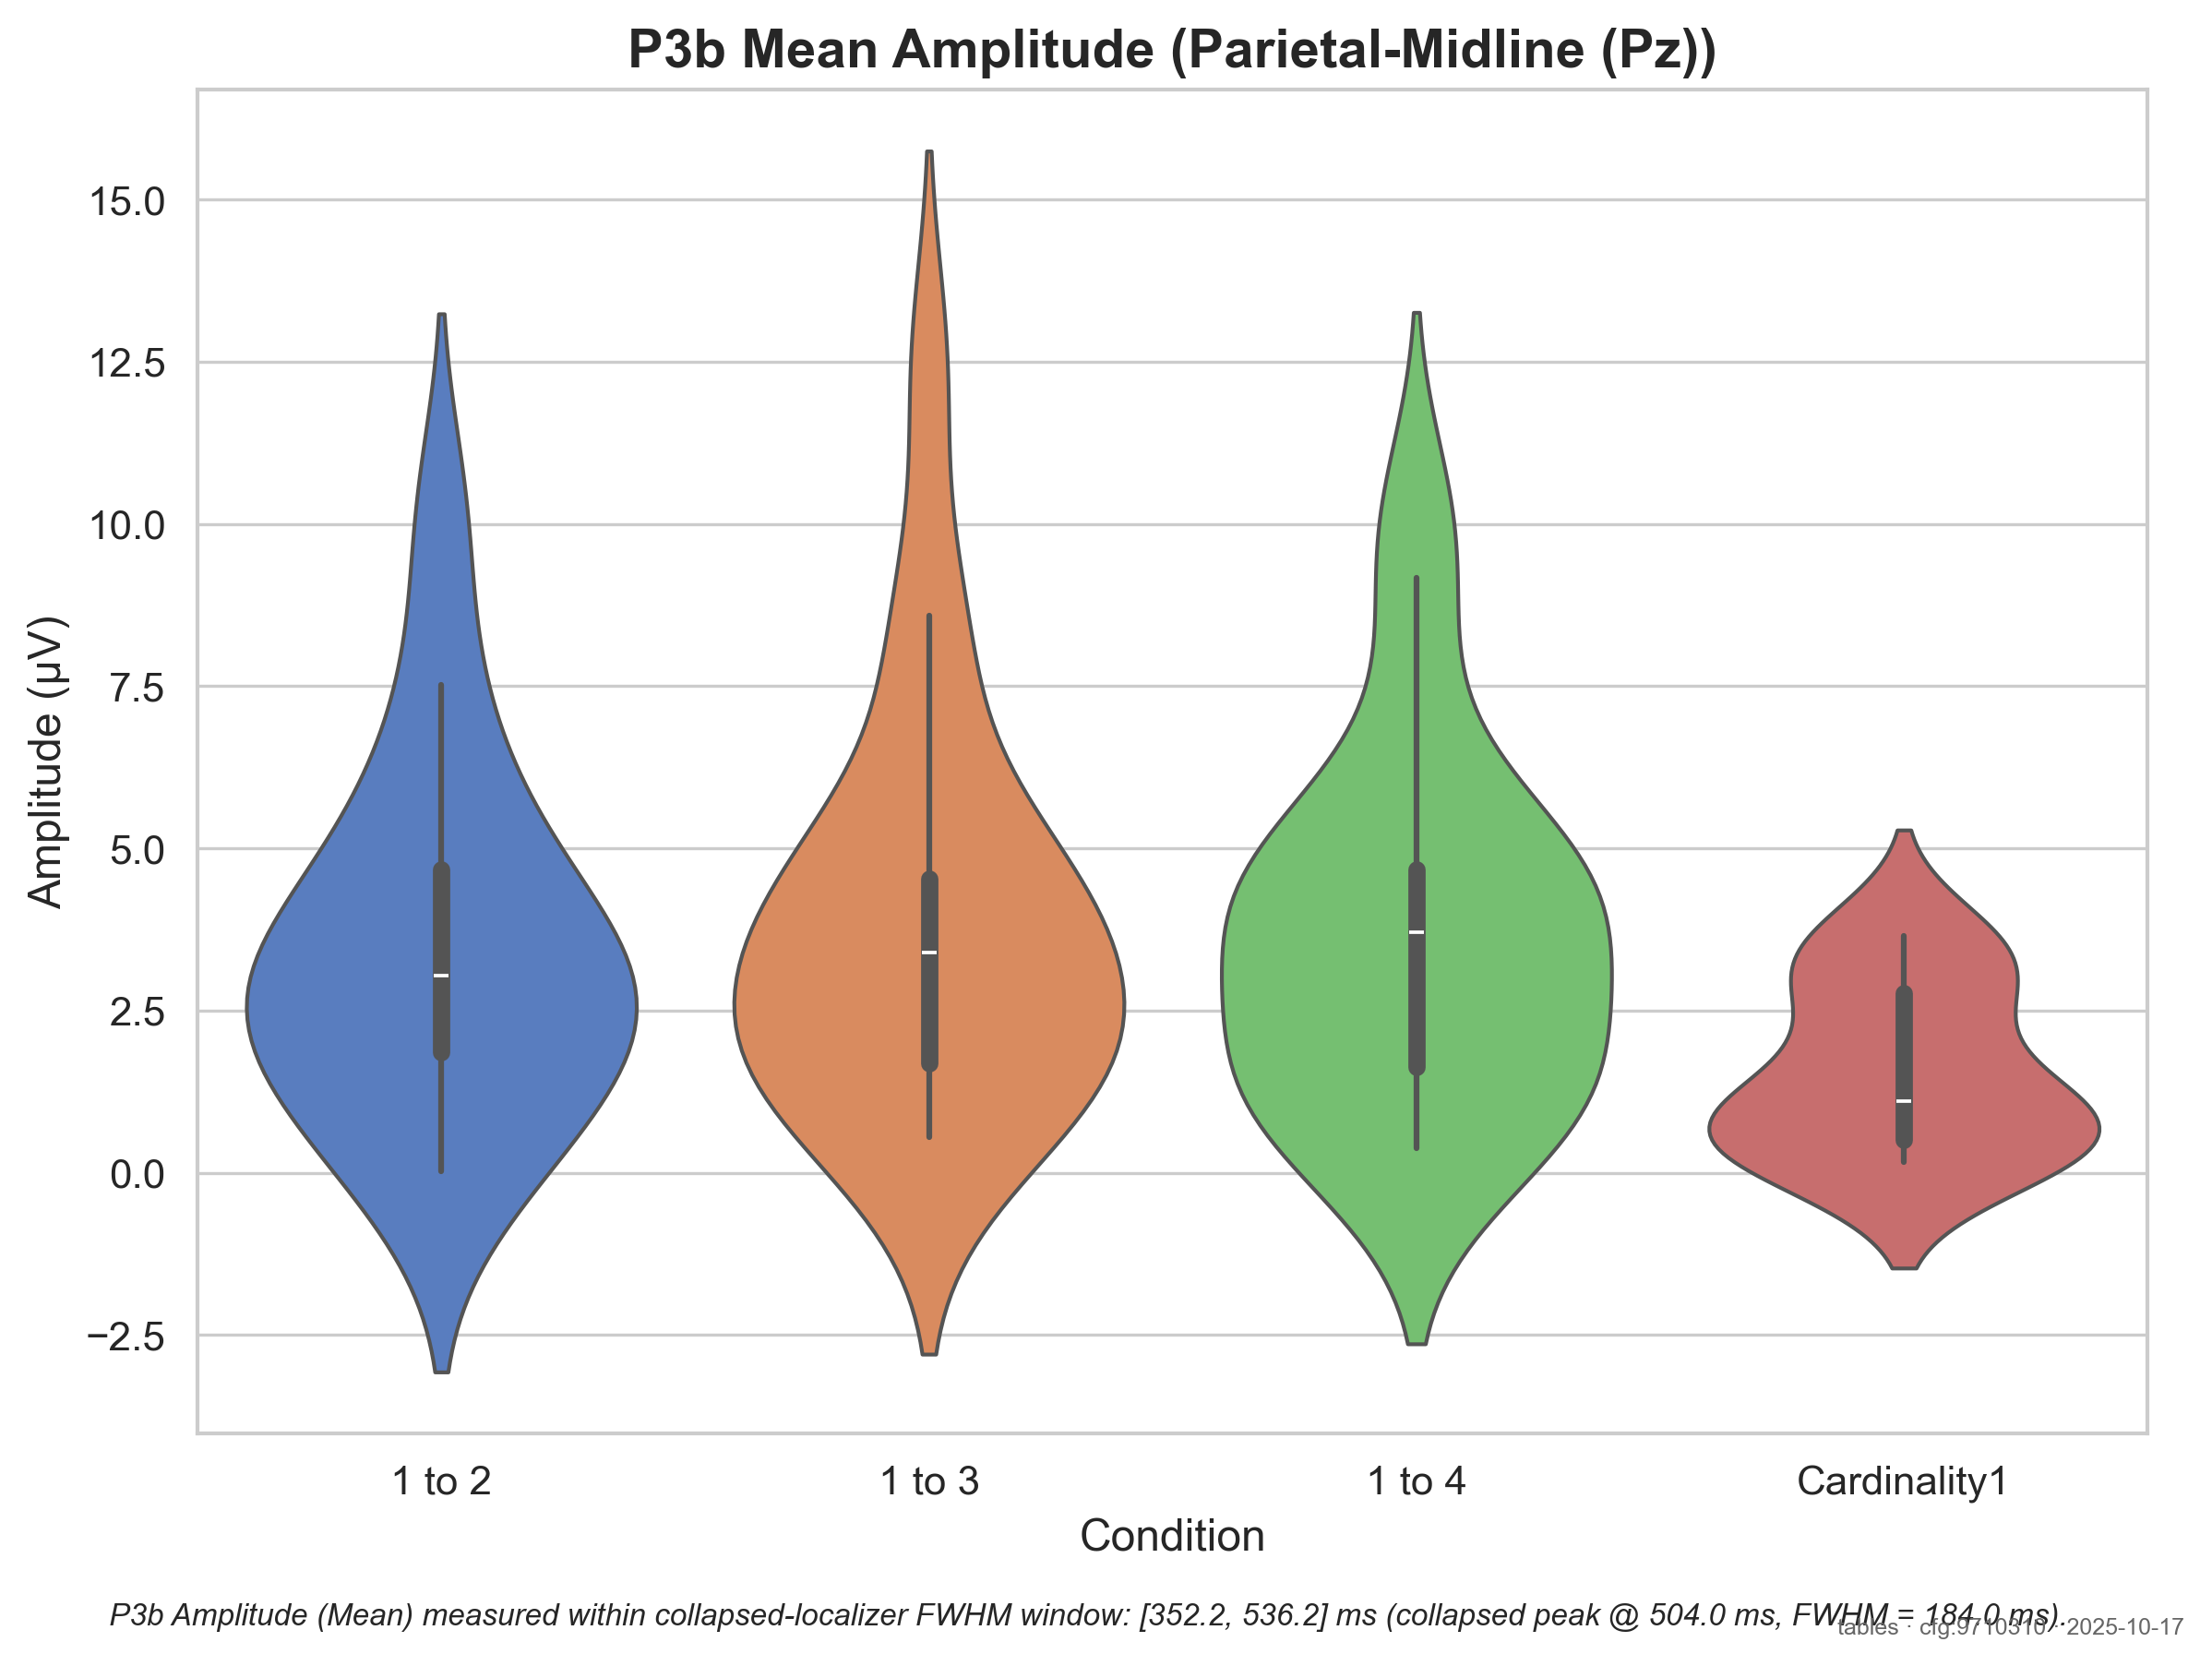 P3b Mean Amplitude (Parietal-Midline (Pz))
Amplitude (µV)
15.0
12.5
10.0
7.5
5.0
2.5
0.0
−2.5
1 to 2
1 to 3
1 to 4
Cardinality1
Condition
P3b Amplitude (Mean) measured within collapsed-localizer FWHM window: [352.2, 536.2] ms (collapsed peak @ 504.0 ms, FWHM = 184.0 ms).
tables · cfg:9710310 · 2025-10-17